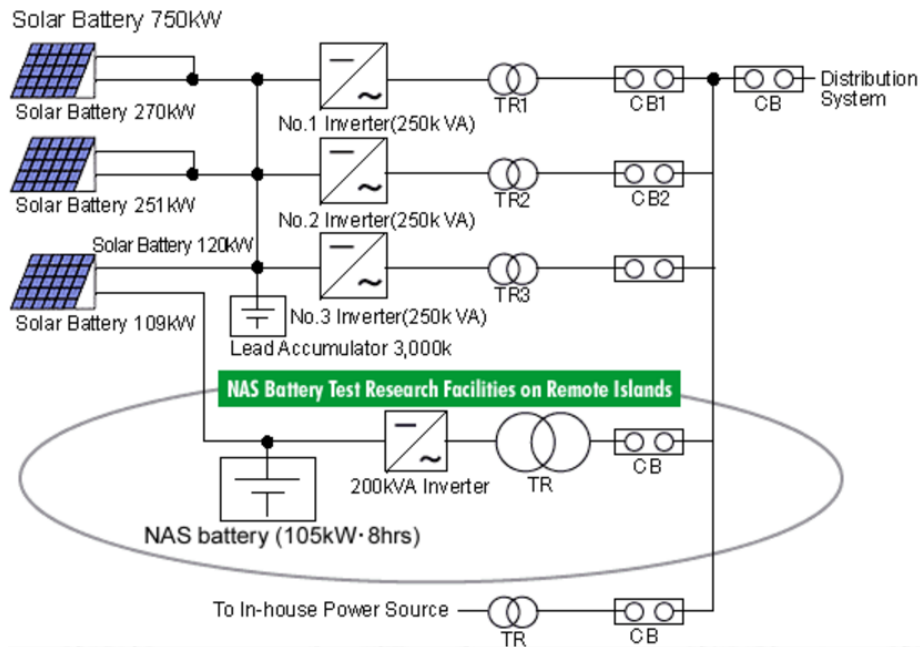 Solar Battery 750kW
Solar Battery 270kW
No.1 Inverter(250k VA)
TR1
CB1
CB
Distribution
System
Solar Battery 251kW
No.2 Inverter(250k VA)
TR2
CB2
Solar Battery 120kW
Solar Battery 109kW
No.3 Inverter(250k VA)
TR3
Lead Accumulator 3,000k
NAS Battery Test Research Facilities on Remote Islands
200kVA Inverter
TR
CB
NAS battery (105kW·8hrs)
To In-house Power Source
TR
CB